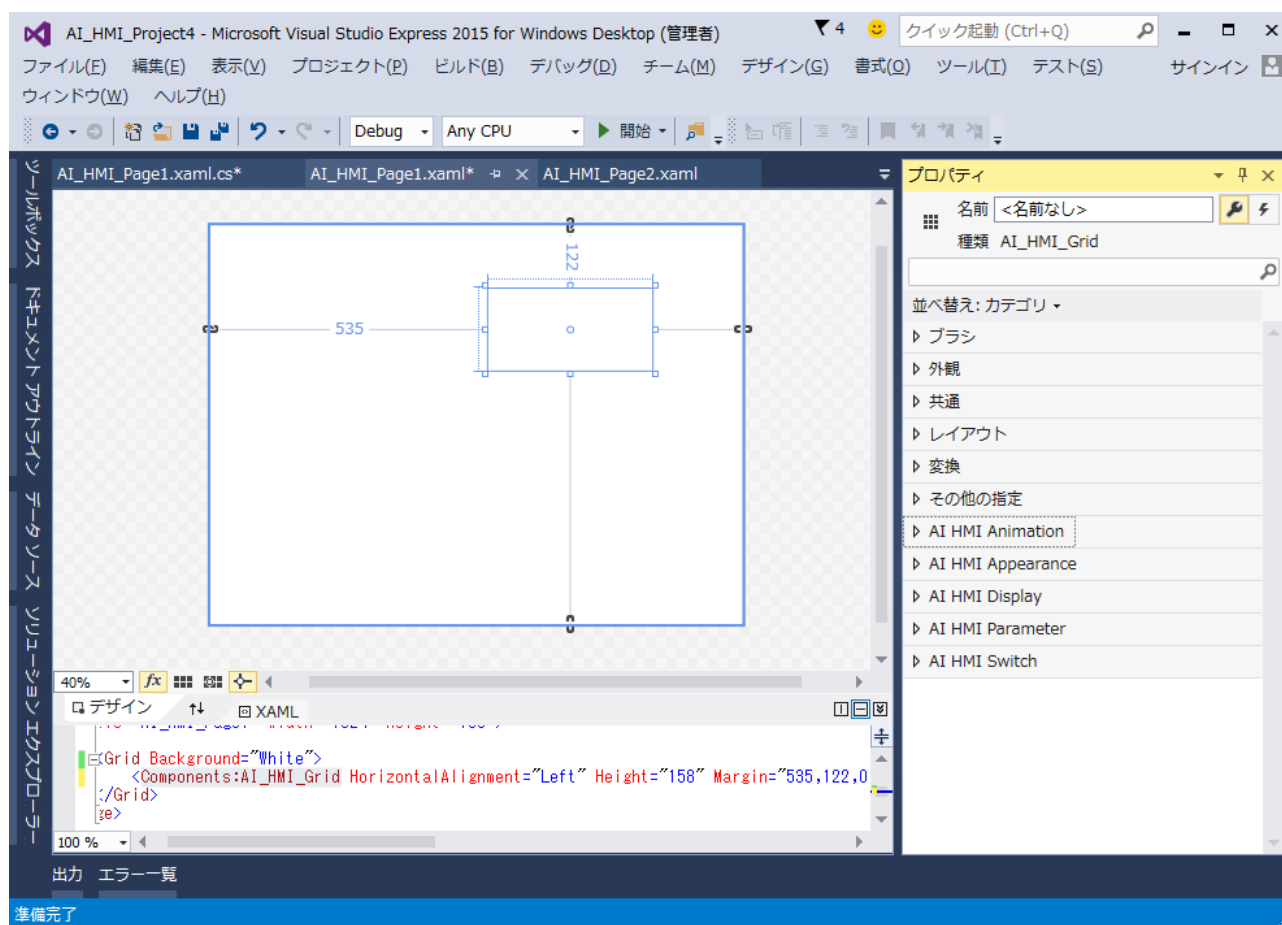 AI_HMI_Project4 - Microsoft Visual Studio Express 2015 for Windows Desktop (管理者)
4
クイック起動 (Ctrl+Q)
ファイル(F) 編集(E) 表示(V) プロジェクト(P) ビルド(B) デバッグ(D) チーム(M) デザイン(G) 書式(O) ツール(T) テスト(S) サインイン
ウィンドウ(W) ヘルプ(H)
Debug Any CPU 開始
ツールボックス
ドキュメント アウトライン
データ ソース
ソリューション エクスプローラー
AI_HMI_Page1.xaml.cs* AI_HMI_Page1.xaml* AI_HMI_Page2.xaml
122
535
40% fx
デザイン XAML
<Grid Background="White">
<Components:AI_HMI_Grid HorizontalAlignment="Left" Height="158" Margin="535,122,0
/Grid>
ge>
100 %
プロパティ
名前 <名前なし>
種類 AI_HMI_Grid
並べ替え: カテゴリ
ブラシ
外観
共通
レイアウト
変換
その他の指定
AI HMI Animation
AI HMI Appearance
AI HMI Display
AI HMI Parameter
AI HMI Switch
出力 エラー一覧
準備完了